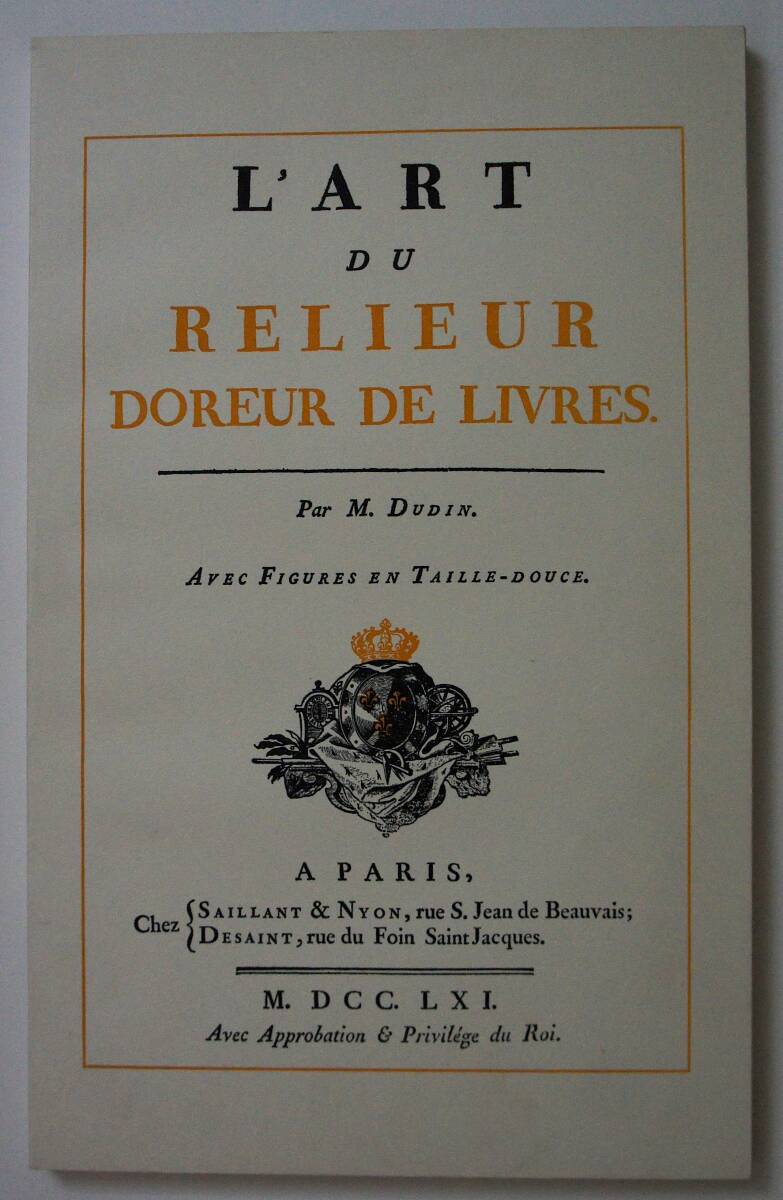 L'ART
DU
RELIEUR
DOREUR DE LIVRES.
Par M. DUDIN.
AVEC FIGURES EN TAILLE-DOUCE.
A PARIS,
Chez { SAILLANT & NYON, rue S. Jean de Beauvais;
DESAINT, rue du Foin Saint Jacques.
M. DCC. LXI.
Avec Approbation & Privilége du Roi.